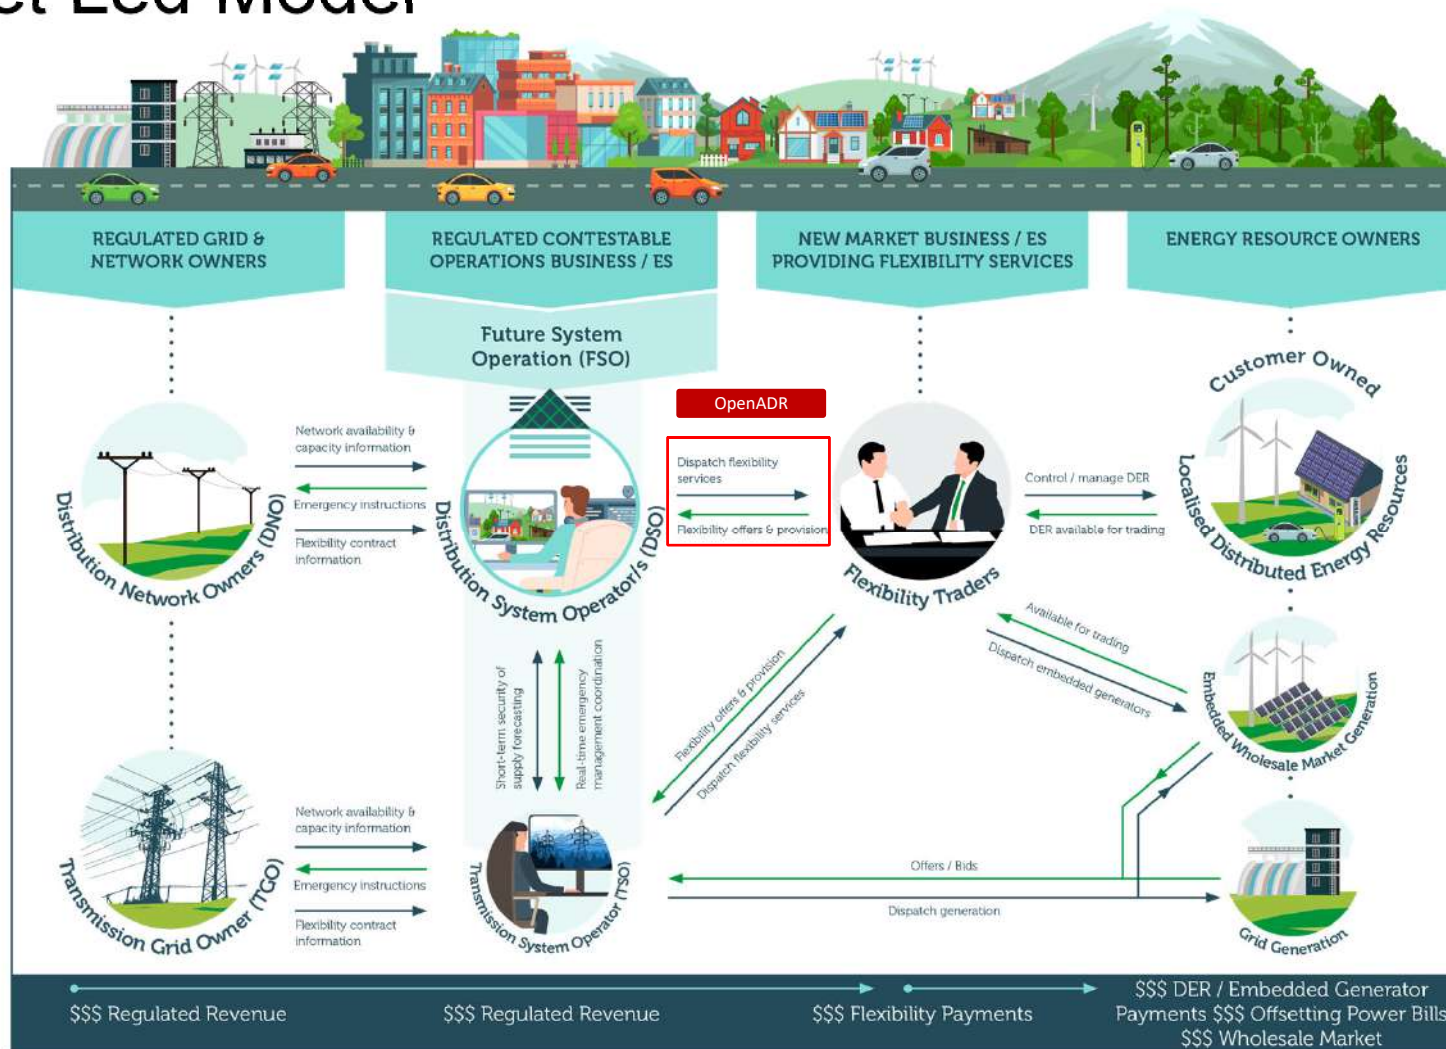 et Led Model
REGULATED GRID &
NETWORK OWNERS
REGULATED CONTESTABLE
OPERATIONS BUSINESS / ES
NEW MARKET BUSINESS / ES
PROVIDING FLEXIBILITY SERVICES
ENERGY RESOURCE OWNERS
Future System
Operation (FSO)
OpenADR
Customer Owned
Network availability &
capacity information
Emergency instructions
Flexibility contract
information
Dispatch flexibility
services
Flexibility offers & provision
Control / manage DER
DER available for trading
Distribution Network Owners (DNO)
Distribution System Operator/s (DSO)
Flexibility Traders
Localised Distributed Energy Resources
Short-term security of
supply forecasting
Real-time emergency
management coordination
Flexibility offers & provision
Dispatch flexibility services
Available for trading
Dispatch embedded generators
Embedded Wholesale Market Generation
Network availability &
capacity information
Emergency instructions
Flexibility contract
information
Transmission Grid Owner (TGO)
Transmission System Operator (TSO)
Offers / Bids
Dispatch generation
Grid Generation
$$$ Regulated Revenue
$$$ Regulated Revenue
$$$ Flexibility Payments
$$$ DER / Embedded Generator
Payments $$$ Offsetting Power Bills
$$$ Wholesale Market